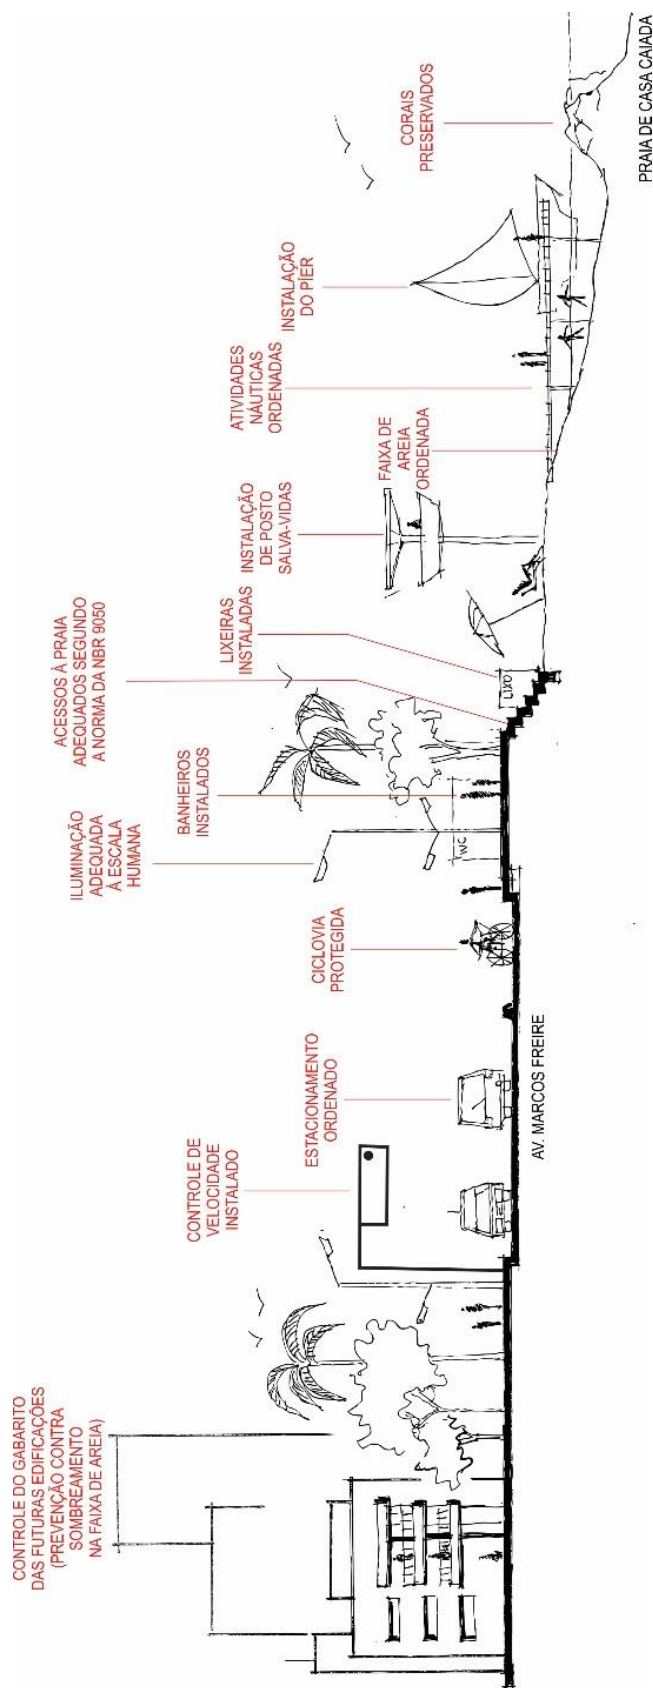 CONTROLE DO GABARITO
DAS FUTURAS EDIFICAÇÕES
(PREVENÇÃO CONTRA
SOMBREAMENTO
NA FAIXA DE AREIA)
CONTROLE DE
VELOCIDADE
INSTALADO
ESTACIONAMENTO
ORDENADO
AV. MARCOS FREIRE
CICLOVIA
PROTEGIDA
ILUMINAÇÃO
ADEQUADA
À ESCALA
HUMANA
BANHEIROS
INSTALADOS
WC
ACESSOS À PRAIA
ADEQUADOS SEGUNDO
A NORMA DA NBR 9050
LIXEIRAS
INSTALADAS
LIXO
INSTALAÇÃO
DE POSTO
SALVA-VIDAS
FAIXA DE
AREIA
ORDENADA
ATIVIDADES
NÁUTICAS
ORDENADAS
INSTALAÇÃO
DO PÍER
CORAIS
PRESERVADOS
PRAIA DE CASA CAIADA